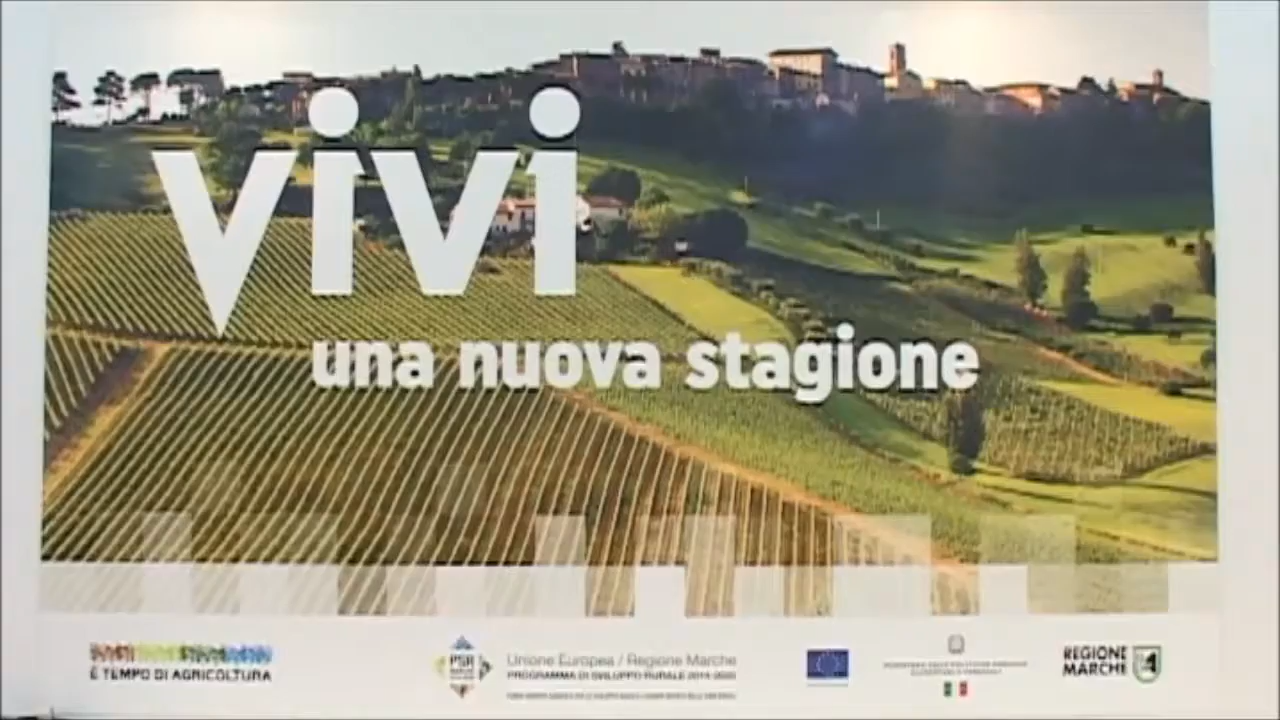 vivi
una nuova stagione
È TEMPO DI AGRICOLTURA
PSR
Unione Europea / Regione Marche
PROGRAMMA DI SVILUPPO RURALE 2014-2020
REGIONE
MARCHE